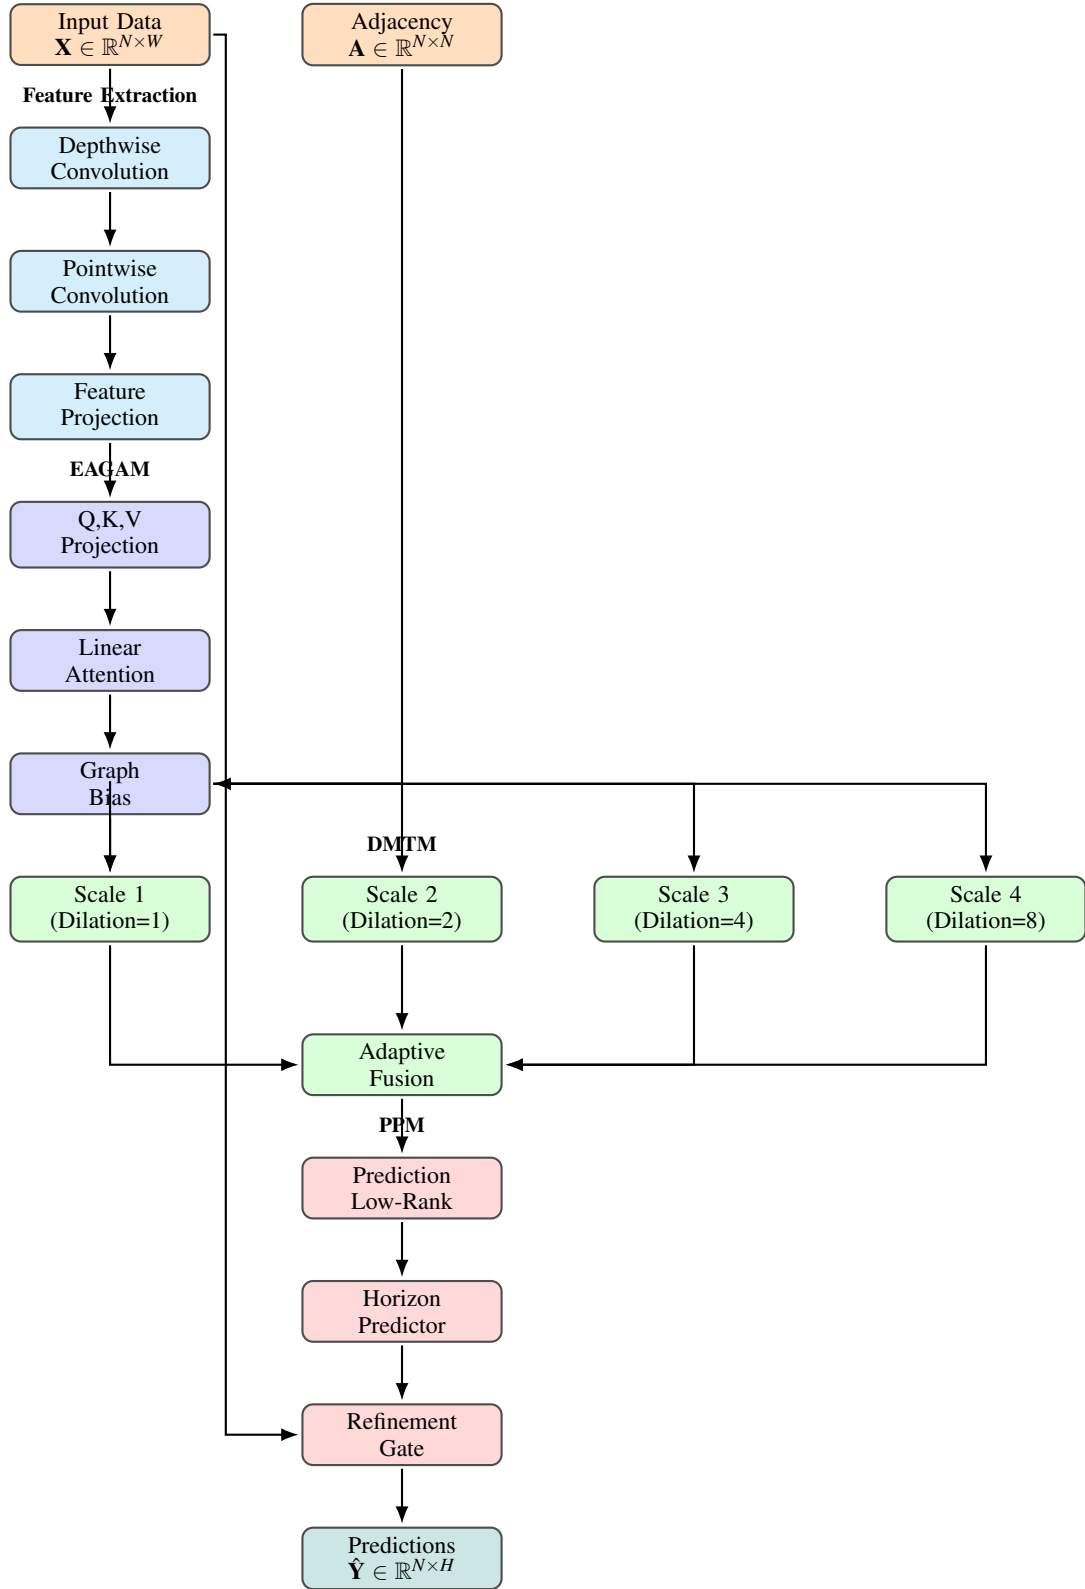 Input Data
X ∈ ℝ^{N×W}
Adjacency
A ∈ ℝ^{N×N}
Feature Extraction
Depthwise
Convolution
Pointwise
Convolution
Feature
Projection
EAGAM
Q,K,V
Projection
Linear
Attention
Graph
Bias
DMTM
Scale 1
(Dilation=1)
Scale 2
(Dilation=2)
Scale 3
(Dilation=4)
Scale 4
(Dilation=8)
Adaptive
Fusion
PPM
Prediction
Low-Rank
Horizon
Predictor
Refinement
Gate
Predictions
Ŷ ∈ ℝ^{N×H}